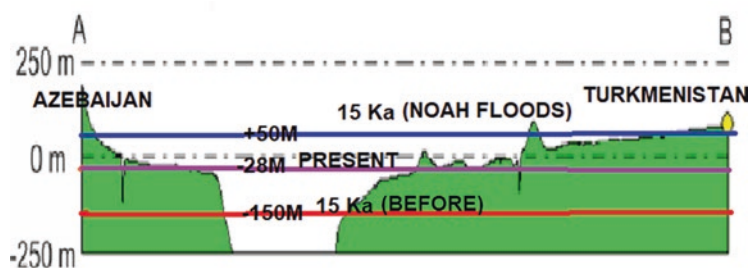 A B
250 m
AZEBAIJAN 15 Ka (NOAH FLOODS) TURKMENISTAN
+50M
0 m
-28M PRESENT
15 Ka (BEFORE)
-150M
-250 m